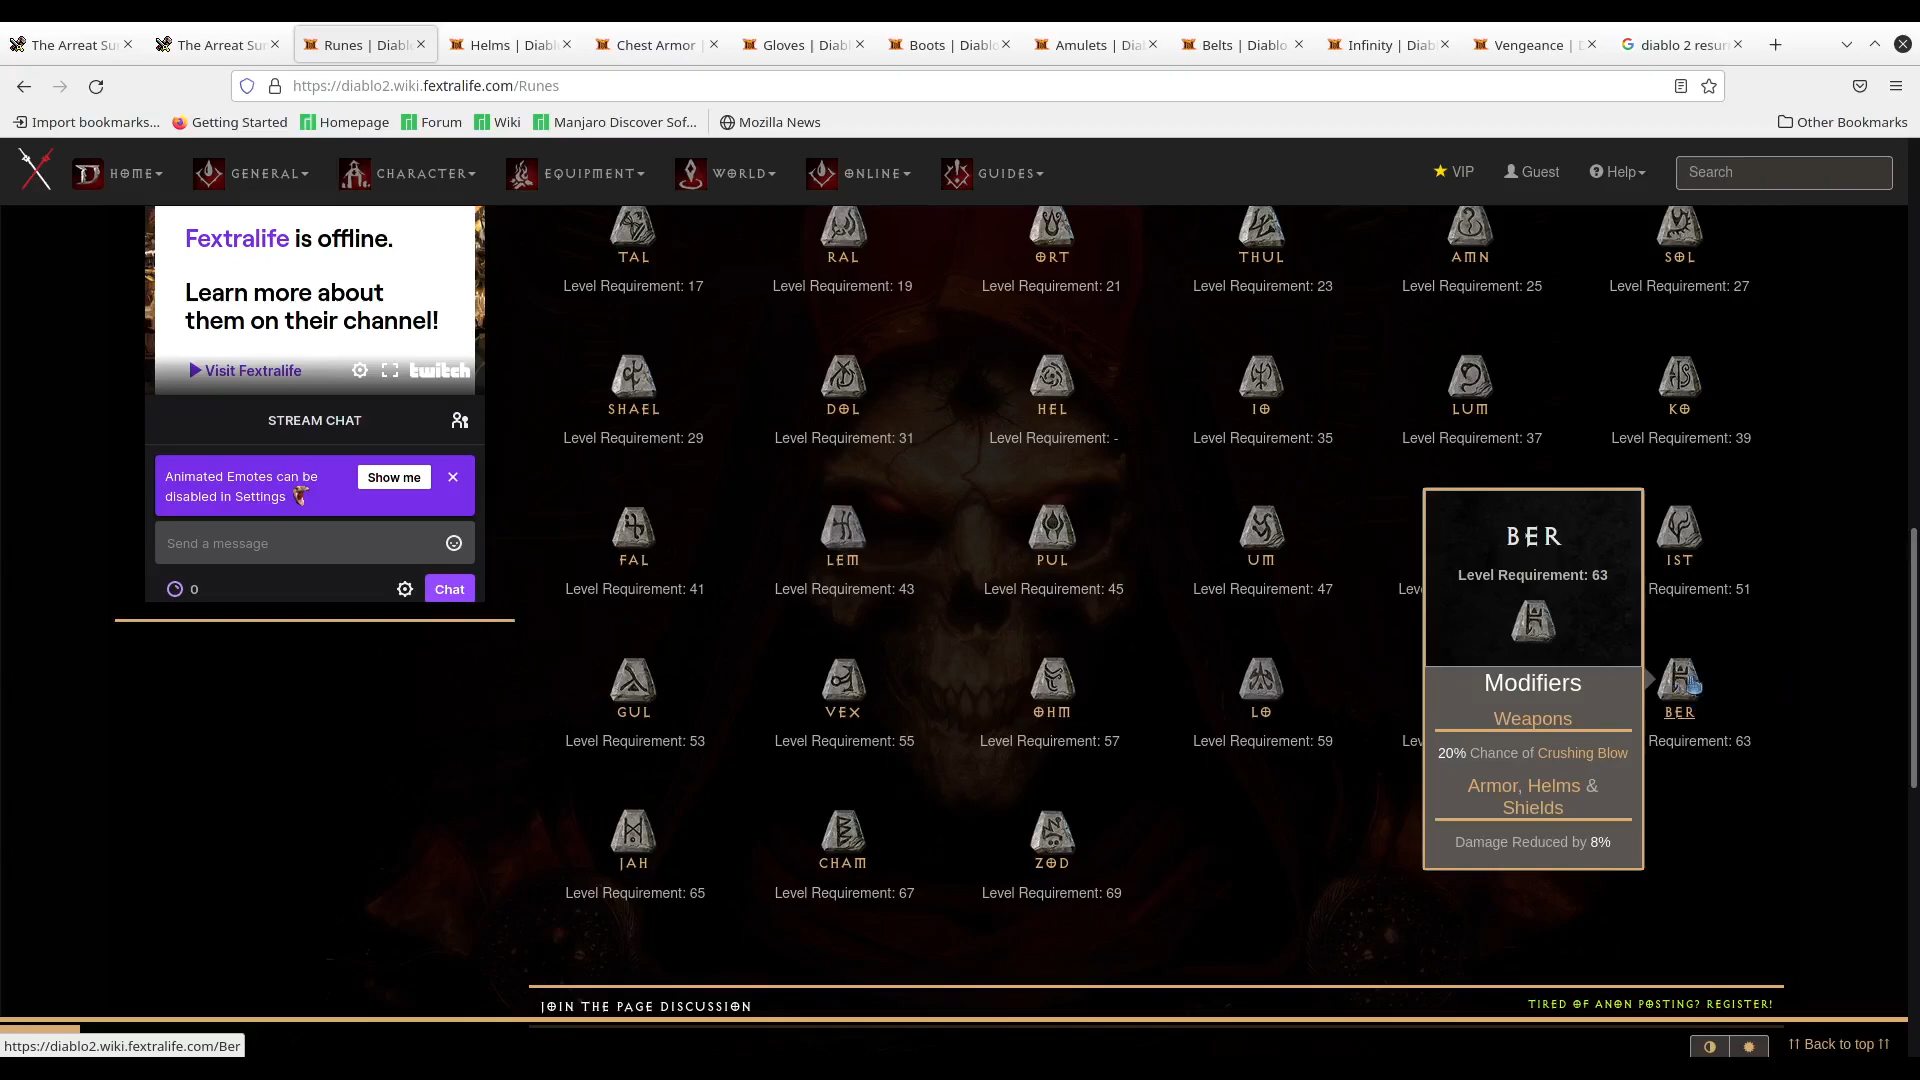 The Arreat Su
The Arreat Sur
Runes | Diabl
Helms | Diabl
Chest Armor |
Gloves | Diabl
Boots | Diablo
Amulets | Dia
Belts | Diablo
Infinity | Diab
Vengeance | D
diablo 2 resur
https://diablo2.wiki.fextralife.com/Runes
Import bookmarks...
Getting Started
Homepage
Forum
Wiki
Manjaro Discover Sof...
Mozilla News
Other Bookmarks
HOME
GENERAL
CHARACTER
EQUIPMENT
WORLD
ONLINE
GUIDES
VIP
Guest
Help
Search
Fextralife is offline.
Learn more about
them on their channel!
Visit Fextralife
twitch
STREAM CHAT
Animated Emotes can be
disabled in Settings
Show me
Send a message
0
Chat
TAL
RAL
ORT
THUL
AMN
SOL
Level Requirement: 17
Level Requirement: 19
Level Requirement: 21
Level Requirement: 23
Level Requirement: 25
Level Requirement: 27
SHAEL
DOL
HEL
IO
LUM
KO
Level Requirement: 29
Level Requirement: 31
Level Requirement: -
Level Requirement: 35
Level Requirement: 37
Level Requirement: 39
FAL
LEM
PUL
UM
IST
Level Requirement: 41
Level Requirement: 43
Level Requirement: 45
Level Requirement: 47
Lev
Requirement: 51
GUL
VEX
OHM
LO
BER
Level Requirement: 53
Level Requirement: 55
Level Requirement: 57
Level Requirement: 59
Lev
Requirement: 63
JAH
CHAM
ZOD
Level Requirement: 65
Level Requirement: 67
Level Requirement: 69
BER
Level Requirement: 63
Modifiers
Weapons
20% Chance of Crushing Blow
Armor, Helms &
Shields
Damage Reduced by 8%
JOIN THE PAGE DISCUSSION
TIRED OF ANON POSTING? REGISTER!
https://diablo2.wiki.fextralife.com/Ber
⇈ Back to top ⇈